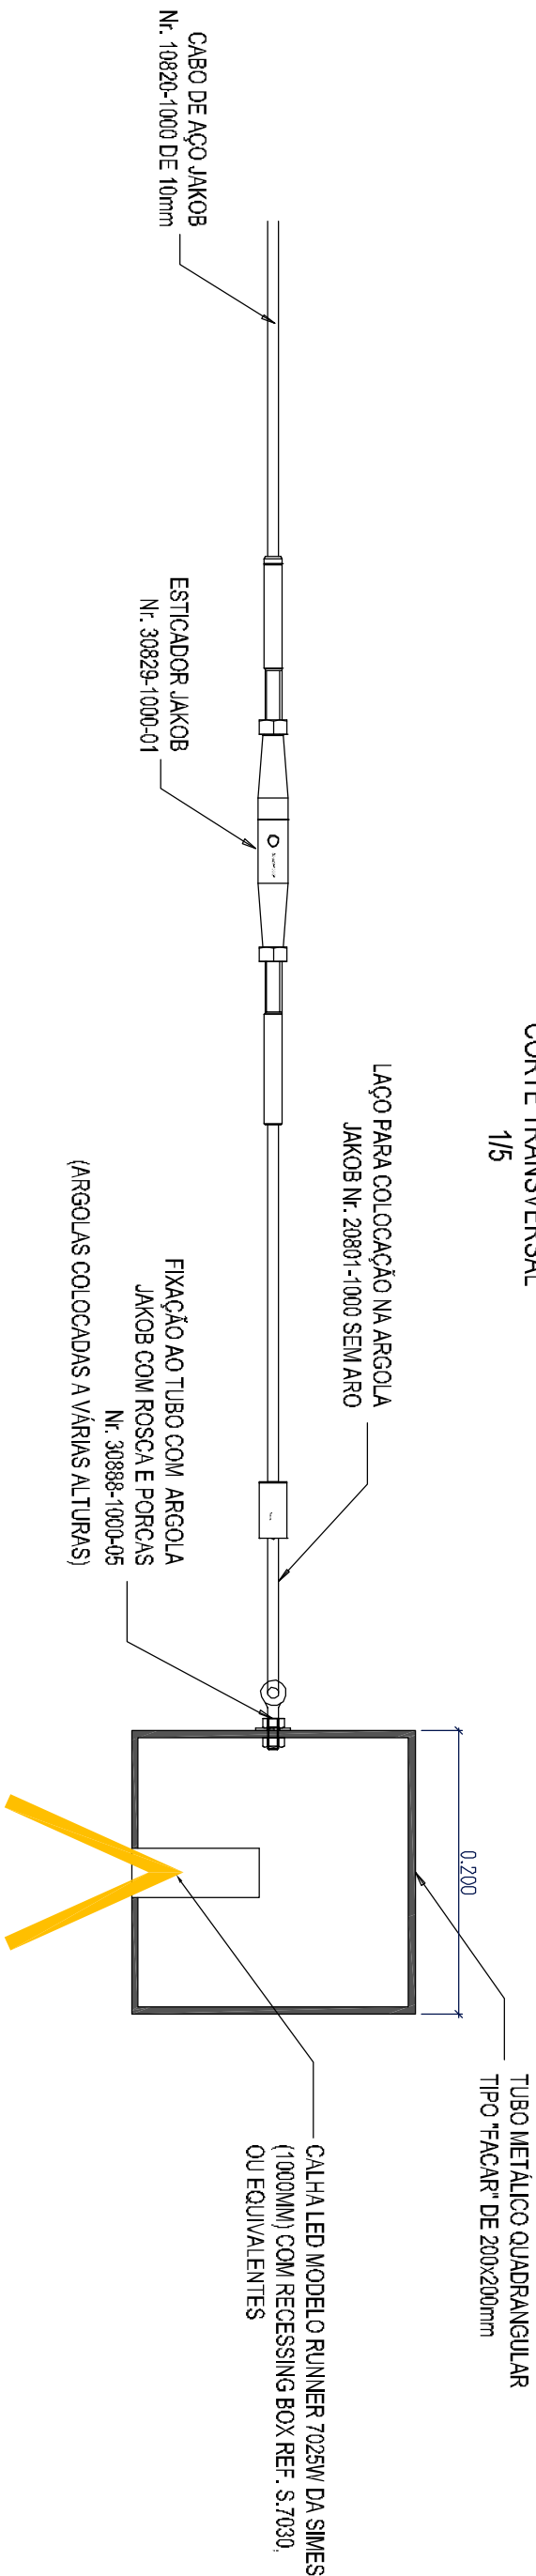 CORTE TRANSVERSAL
1/5
CABO DE AÇO JAKOB
Nr. 10820-1000 DE 10mm
ESTICADOR JAKOB
Nr. 30829-1000-01
LAÇO PARA COLOCAÇÃO NA ARGOLA
JAKOB Nr. 20801-1000 SEM ARO
FIXAÇÃO AO TUBO COM ARGOLA
JAKOB COM ROSCA E PORCAS
Nr. 30888-1000-05
(ARGOLAS COLOCADAS A VÁRIAS ALTURAS)
0.200
TUBO METÁLICO QUADRANGULAR
TIPO "FACAR" DE 200x200mm
CALHA LED MODELO RUNNER 7025W DA SIMES
(1000MM) COM RECESSING BOX REF. S.7030,
OU EQUIVALENTES